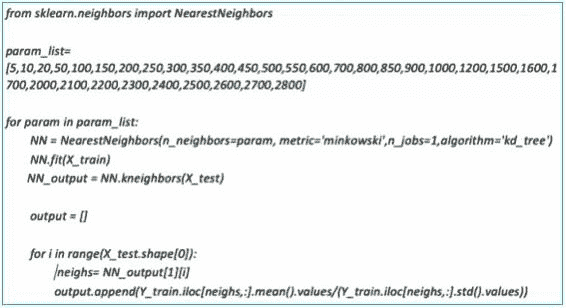 from sklearn.neighbors import NearestNeighbors
param_list=
[5,10,20,50,100,150,200,250,300,350,400,450,500,550,600,700,800,850,900,1000,1200,1500,1600,1
700,2000,2100,2200,2300,2400,2500,2600,2700,2800]
for param in param_list:
NN = NearestNeighbors(n_neighbors=param, metric='minkowski',n_jobs=1,algorithm='kd_tree')
NN.fit(X_train)
NN_output = NN.kneighbors(X_test)
output = []
for i in range(X_test.shape[0]):
neighs= NN_output[1][i]
output.append(Y_train.iloc[neighs,:].mean().values/(Y_train.iloc[neighs,:].std().values))